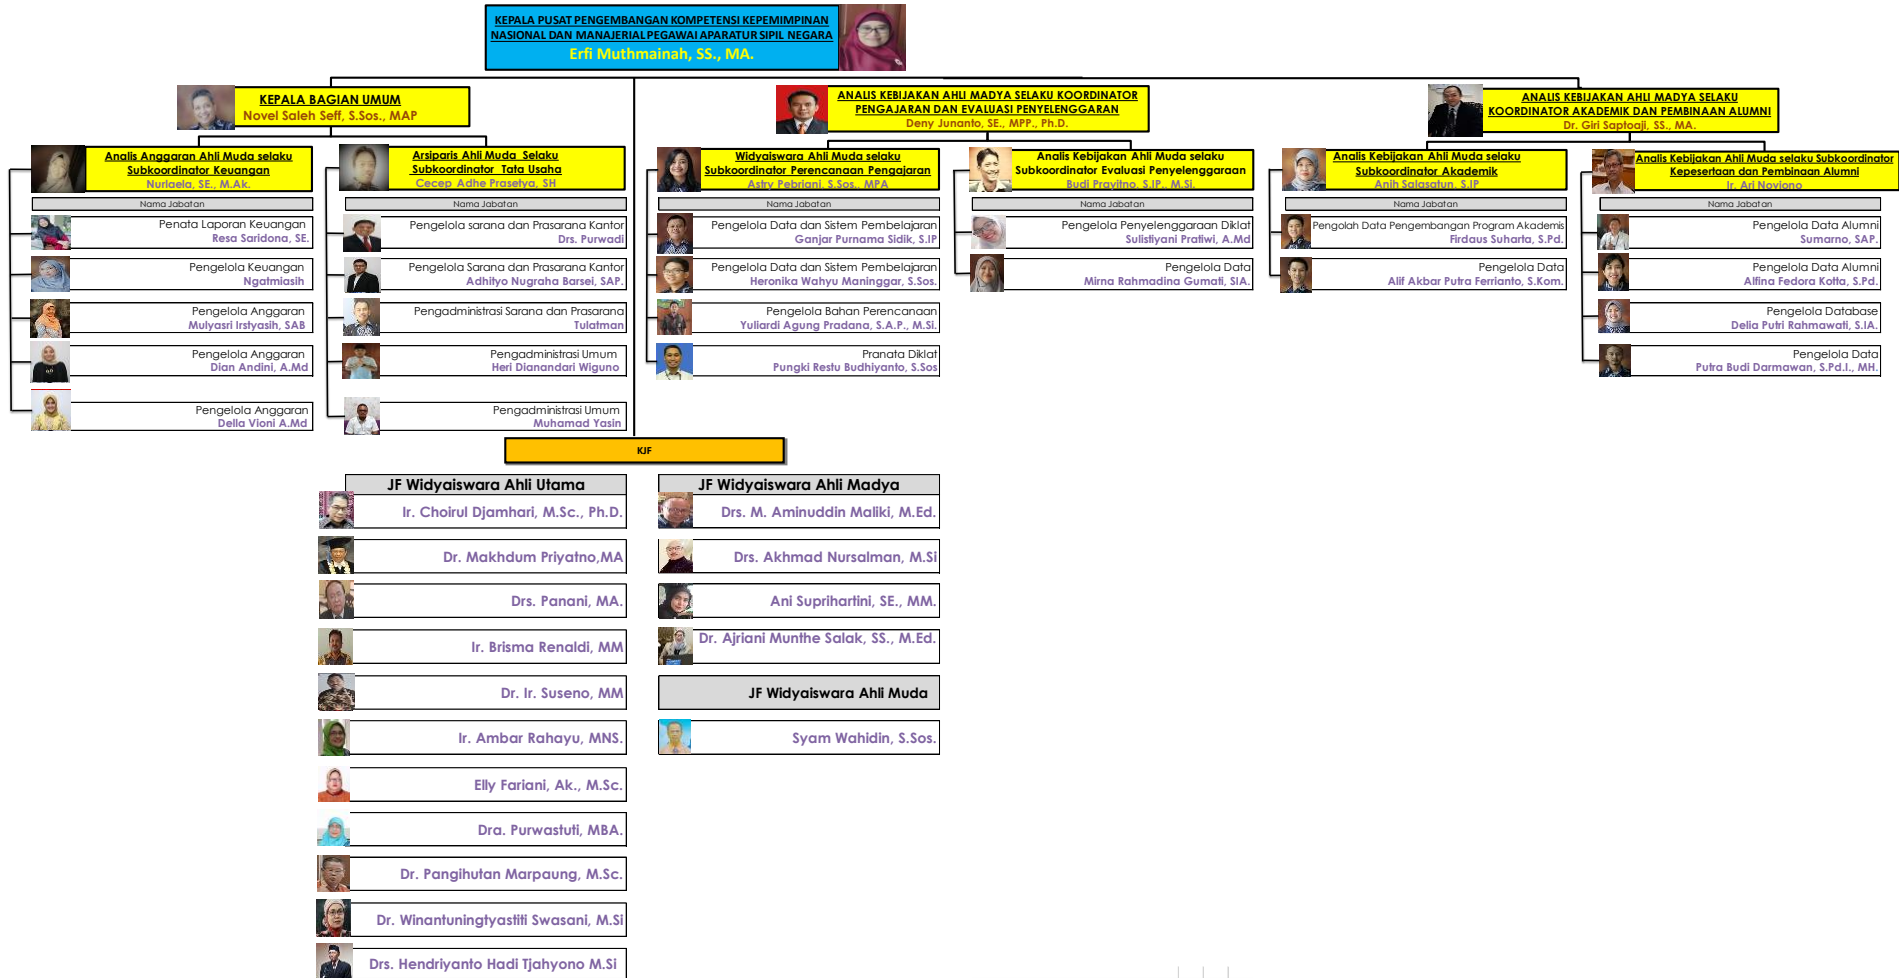 KEPALA PUSAT PENGEMBANGAN KOMPETENSI KEPEMIMPINAN
NASIONAL DAN MANAJERIAL PEGAWAI APARATUR SIPIL NEGARA
Erfi Muthmainah, SS., MA.
KEPALA BAGIAN UMUM
Novel Saleh Seff, S.Sos., MAP
ANALIS KEBIJAKAN AHLI MADYA SELAKU KOORDINATOR
PENGAJARAN DAN EVALUASI PENYELENGGARAN
Deny Junanto, SE., MPP., Ph.D.
ANALIS KEBIJAKAN AHLI MADYA SELAKU
KOORDINATOR AKADEMIK DAN PEMBINAAN ALUMNI
Dr. Giri Saptoaji, SS., MA.
Analis Anggaran Ahli Muda selaku
Subkoordinator Keuangan
Nurlaela, SE., M.Ak.
Nama Jabatan
Penata Laporan Keuangan
Resa Saridona, SE.
Pengelola Keuangan
Ngatmiasih
Pengelola Anggaran
Mulyasri Irstyasih, SAB
Pengelola Anggaran
Dian Andini, A.Md
Pengelola Anggaran
Della Vioni A.Md
Arsiparis Ahli Muda Selaku
Subkoordinator Tata Usaha
Cecep Adhe Prasetya, SH
Nama Jabatan
Pengelola sarana dan Prasarana Kantor
Drs. Purwadi
Pengelola Sarana dan Prasarana Kantor
Adhityo Nugraha Barsei, SAP.
Pengadministrasi Sarana dan Prasarana
Tulatman
Pengadministrasi Umum
Heri Dianandari Wiguno
Pengadministrasi Umum
Muhamad Yasin
Widyaiswara Ahli Muda selaku
Subkoordinator Perencanaan Pengajaran
Astry Pebriani, S.Sos., MPA
Nama Jabatan
Pengelola Data dan Sistem Pembelajaran
Ganjar Purnama Sidik, S.IP
Pengelola Data dan Sistem Pembelajaran
Heronika Wahyu Maninggar, S.Sos.
Pengelola Bahan Perencanaan
Yuliardi Agung Pradana, S.A.P., M.Si.
Pranata Diklat
Pungki Restu Budhiyanto, S.Sos
Analis Kebijakan Ahli Muda selaku
Subkoordinator Evaluasi Penyelenggaraan
Budi Prayitno, S.IP., M.Si.
Nama Jabatan
Pengelola Penyelenggaraan Diklat
Sulistiyani Pratiwi, A.Md
Pengelola Data
Mirna Rahmadina Gumati, SIA.
Analis Kebijakan Ahli Muda selaku
Subkoordinator Akademik
Anih Salasatun, S.IP
Nama Jabatan
Pengolah Data Pengembangan Program Akademis
Firdaus Suharta, S.Pd.
Pengelola Data
Alif Akbar Putra Ferrianto, S.Kom.
Analis Kebijakan Ahli Muda selaku Subkoordinator
Kepesertaan dan Pembinaan Alumni
Ir. Ari Noviono
Nama Jabatan
Pengelola Data Alumni
Sumarno, SAP.
Pengelola Data Alumni
Alfina Fedora Kotta, S.Pd.
Pengelola Database
Delia Putri Rahmawati, S.IA.
Pengelola Data
Putra Budi Darmawan, S.Pd.I., MH.
KJF
JF Widyaiswara Ahli Utama
Ir. Choirul Djamhari, M.Sc., Ph.D.
Dr. Makhdum Priyatno,MA
Drs. Panani, MA.
Ir. Brisma Renaldi, MM
Dr. Ir. Suseno, MM
Ir. Ambar Rahayu, MNS.
Elly Fariani, Ak., M.Sc.
Dra. Purwastuti, MBA.
Dr. Pangihutan Marpaung, M.Sc.
Dr. Winantuningtyastiti Swasani, M.Si
Drs. Hendriyanto Hadi Tjahyono M.Si
JF Widyaiswara Ahli Madya
Drs. M. Aminuddin Maliki, M.Ed.
Drs. Akhmad Nursalman, M.Si
Ani Suprihartini, SE., MM.
Dr. Ajriani Munthe Salak, SS., M.Ed.
JF Widyaiswara Ahli Muda
Syam Wahidin, S.Sos.